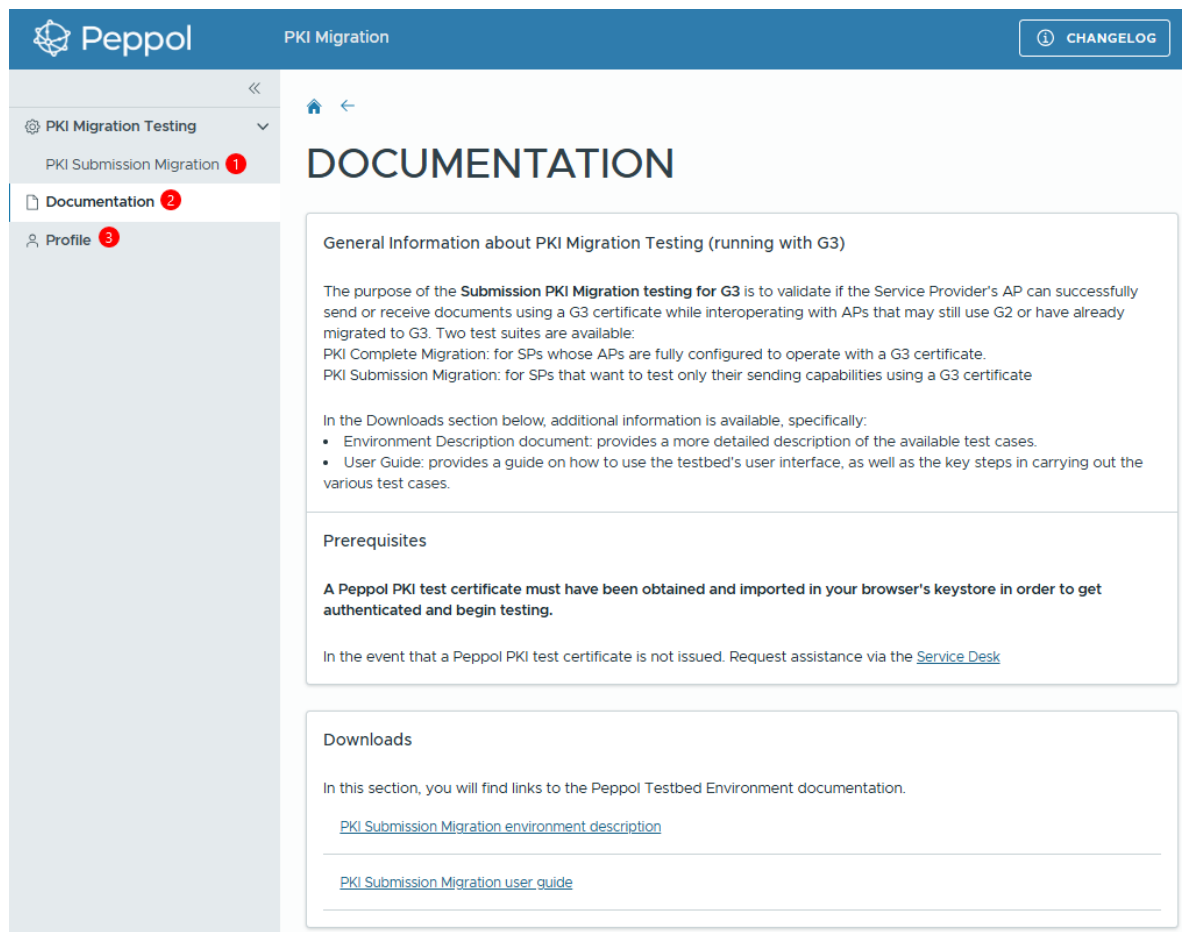 Peppol
PKI Migration
CHANGELOG
PKI Migration Testing
PKI Submission Migration 1
Documentation 2
Profile 3
DOCUMENTATION
General Information about PKI Migration Testing (running with G3)
The purpose of the Submission PKI Migration testing for G3 is to validate if the Service Provider's AP can successfully
send or receive documents using a G3 certificate while interoperating with APs that may still use G2 or have already
migrated to G3. Two test suites are available:
PKI Complete Migration: for SPs whose APs are fully configured to operate with a G3 certificate.
PKI Submission Migration: for SPs that want to test only their sending capabilities using a G3 certificate
In the Downloads section below, additional information is available, specifically:
• Environment Description document: provides a more detailed description of the available test cases.
• User Guide: provides a guide on how to use the testbed's user interface, as well as the key steps in carrying out the
various test cases.
Prerequisites
A Peppol PKI test certificate must have been obtained and imported in your browser's keystore in order to get
authenticated and begin testing.
In the event that a Peppol PKI test certificate is not issued. Request assistance via the Service Desk
Downloads
In this section, you will find links to the Peppol Testbed Environment documentation.
PKI Submission Migration environment description
PKI Submission Migration user guide